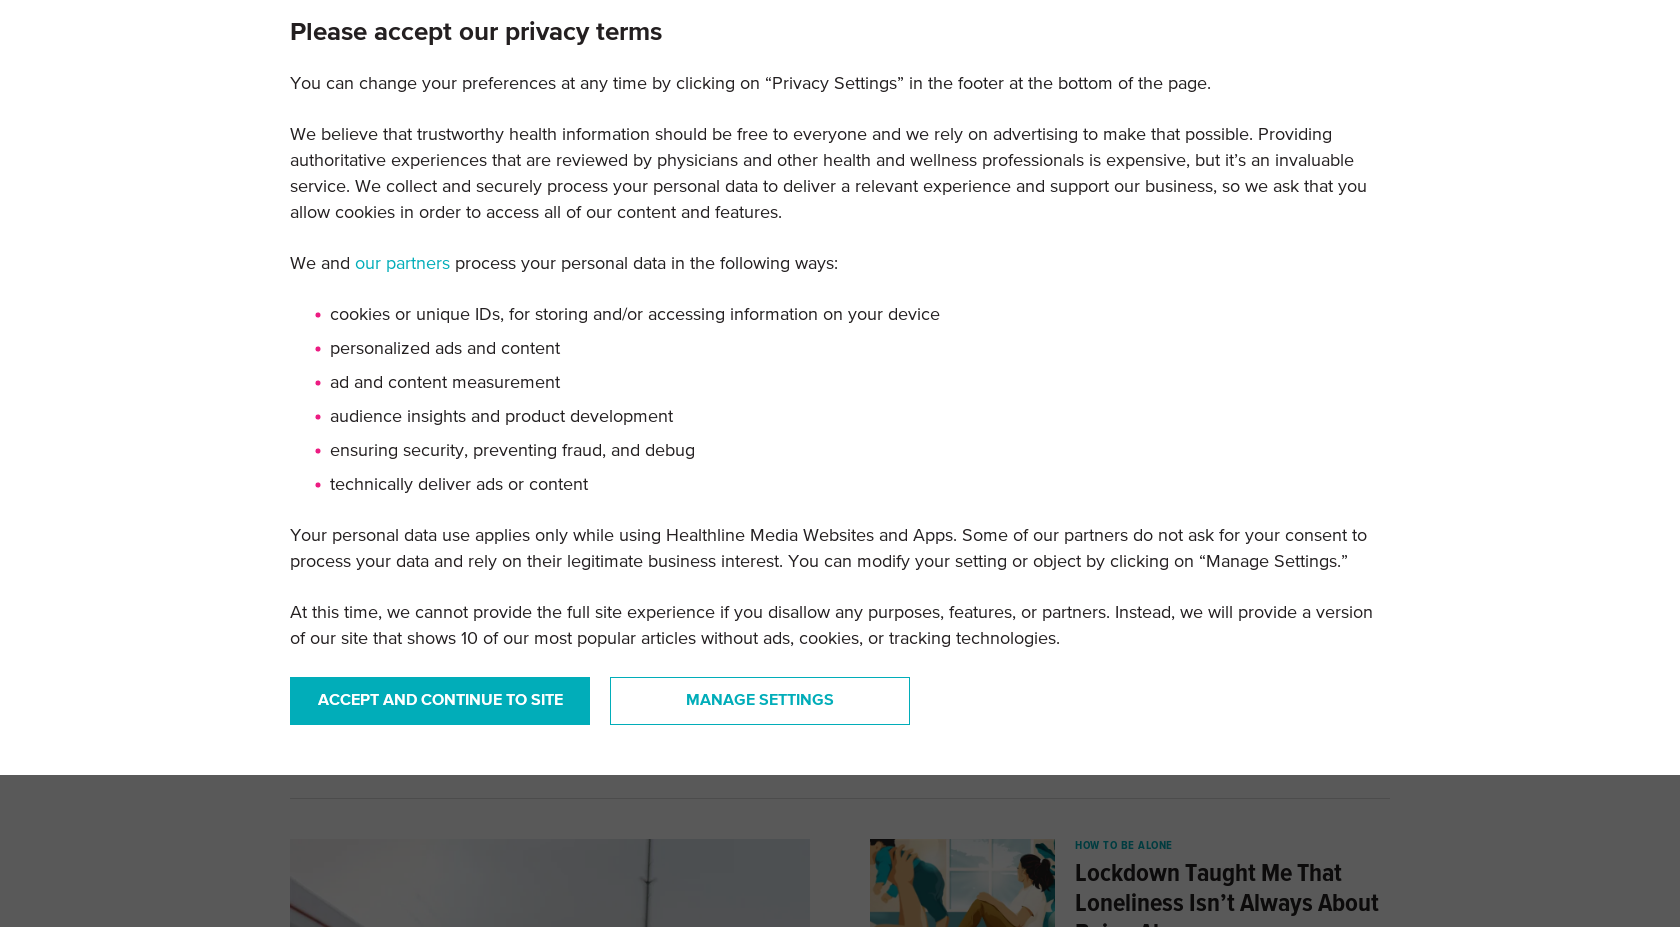 Please accept our privacy terms
You can change your preferences at any time by clicking on “Privacy Settings” in the footer at the bottom of the page.
We believe that trustworthy health information should be free to everyone and we rely on advertising to make that possible. Providing
authoritative experiences that are reviewed by physicians and other health and wellness professionals is expensive, but it’s an invaluable
service. We collect and securely process your personal data to deliver a relevant experience and support our business, so we ask that you
allow cookies in order to access all of our content and features.
We and our partners process your personal data in the following ways:
• cookies or unique IDs, for storing and/or accessing information on your device
• personalized ads and content
• ad and content measurement
• audience insights and product development
• ensuring security, preventing fraud, and debug
• technically deliver ads or content
Your personal data use applies only while using Healthline Media Websites and Apps. Some of our partners do not ask for your consent to
process your data and rely on their legitimate business interest. You can modify your setting or object by clicking on “Manage Settings.”
At this time, we cannot provide the full site experience if you disallow any purposes, features, or partners. Instead, we will provide a version
of our site that shows 10 of our most popular articles without ads, cookies, or tracking technologies.
ACCEPT AND CONTINUE TO SITE
MANAGE SETTINGS
HOW TO BE ALONE
Lockdown Taught Me That
Loneliness Isn’t Always About